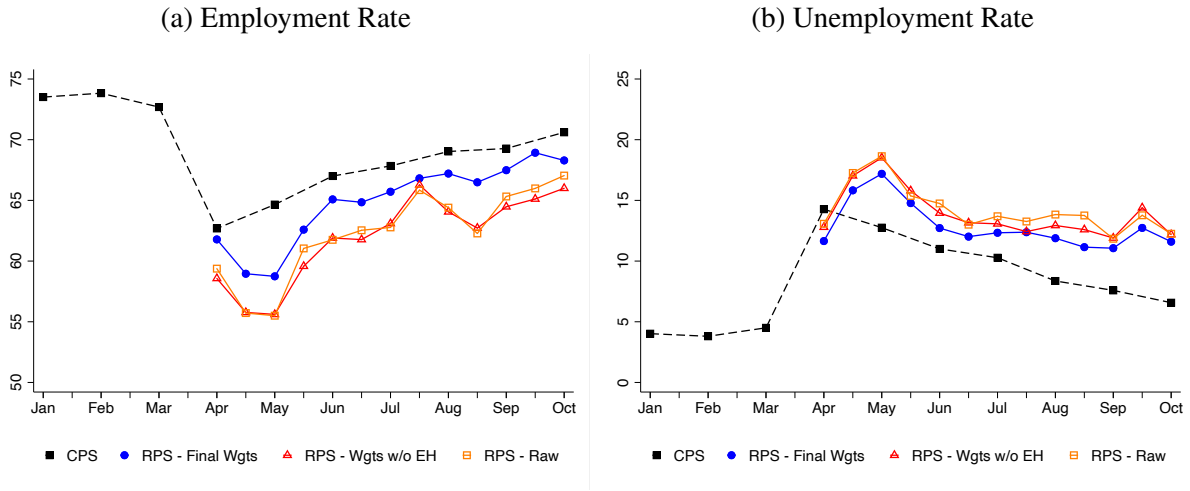 (a) Employment Rate
75
70
65
60
55
50
Jan Feb Mar Apr May Jun Jul Aug Sep Oct
CPS RPS - Final Wgts RPS - Wgts w/o EH RPS - Raw
(b) Unemployment Rate
25
20
15
10
5
0
Jan Feb Mar Apr May Jun Jul Aug Sep Oct
CPS RPS - Final Wgts RPS - Wgts w/o EH RPS - Raw